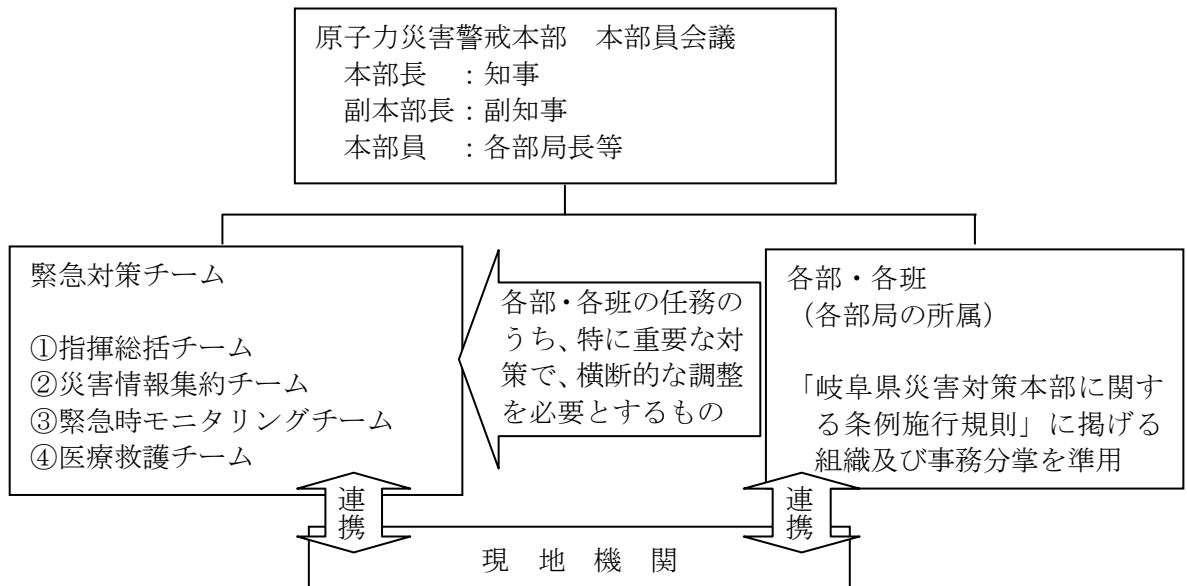 原子力災害警戒本部　本部員会議
本部長　：知事
副本部長：副知事
本部員　：各部局長等
緊急対策チーム
①指揮総括チーム
②災害情報集約チーム
③緊急時モニタリングチーム
④医療救護チーム
各部・各班の任務の
うち、特に重要な対
策で、横断的な調整
を必要とするもの
各部・各班
（各部局の所属）
「岐阜県災害対策本部に関す
る条例施行規則」に掲げる
組織及び事務分掌を準用
連携
連携
現　地　機　関